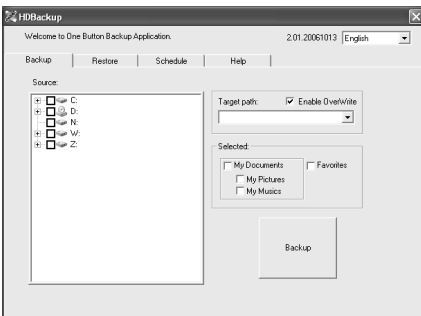 HDBackup
Welcome to One Button Backup Application.
2.01.20061013
English
Backup
Restore
Schedule
Help
Source:
C:
D:
N:
W:
Z:
Target path:
Enable OverWrite
Selected:
My Documents
Favorites
My Pictures
My Musics
Backup